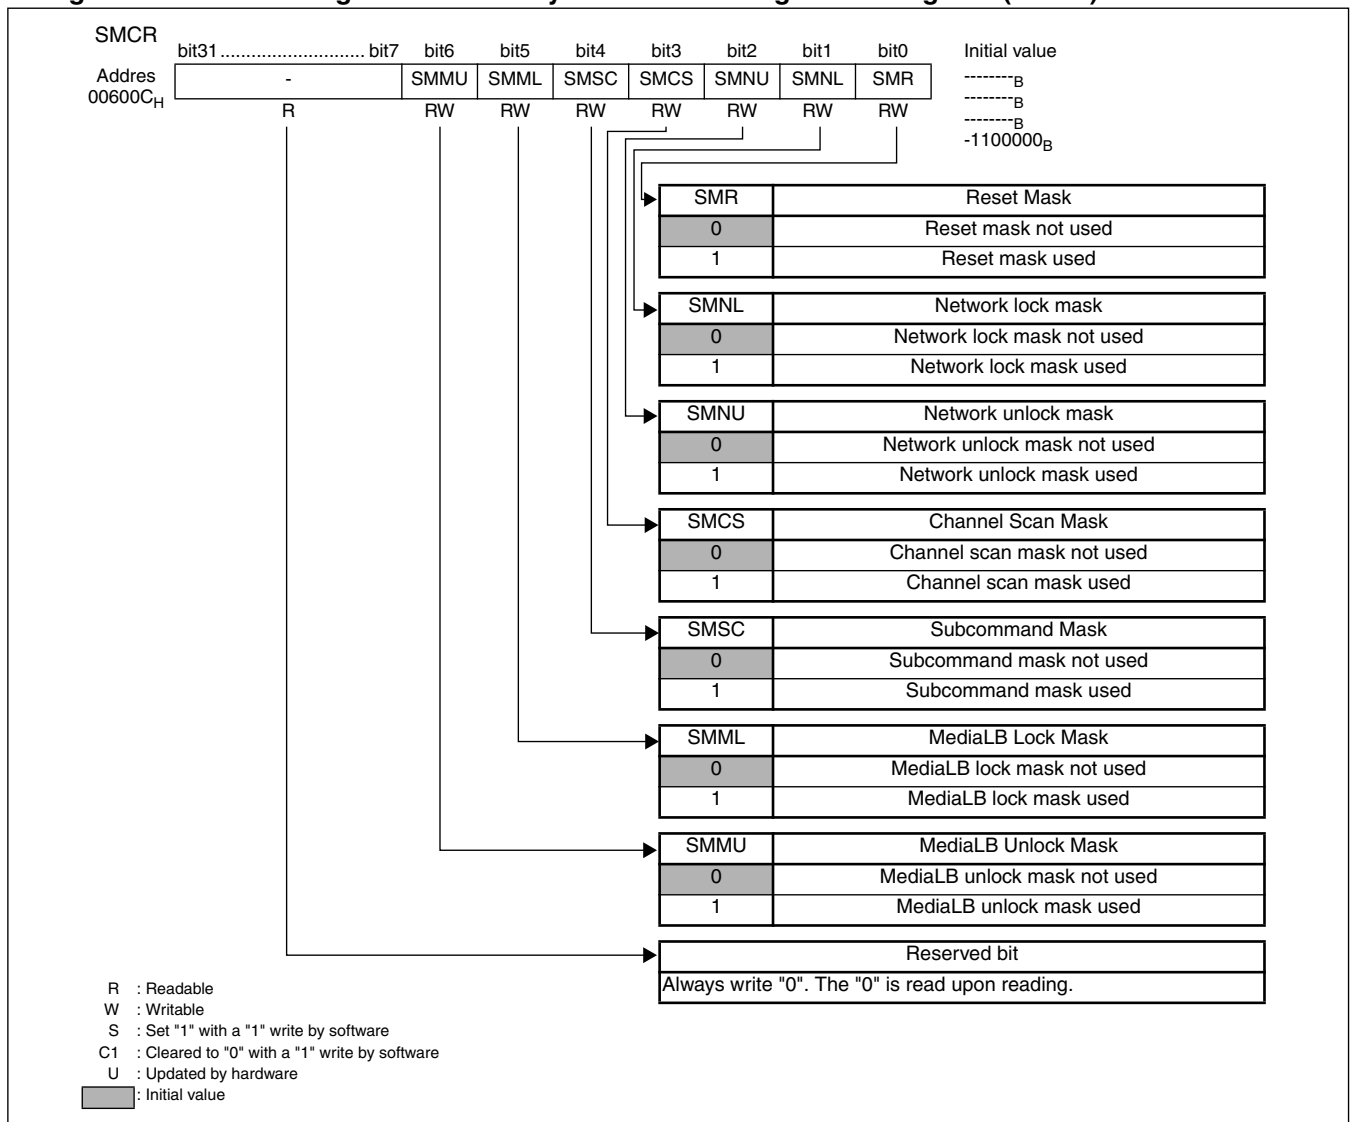 SMCR
bit31............................ bit7 bit6 bit5 bit4 bit3 bit2 bit1 bit0 Initial value
Addres
00600CH
- SMMU SMML SMSC SMCS SMNU SMNL SMR
R RW RW RW RW RW RW RW
--------B
--------B
--------B
-1100000B
SMR Reset Mask
0 Reset mask not used
1 Reset mask used
SMNL Network lock mask
0 Network lock mask not used
1 Network lock mask used
SMNU Network unlock mask
0 Network unlock mask not used
1 Network unlock mask used
SMCS Channel Scan Mask
0 Channel scan mask not used
1 Channel scan mask used
SMSC Subcommand Mask
0 Subcommand mask not used
1 Subcommand mask used
SMML MediaLB Lock Mask
0 MediaLB lock mask not used
1 MediaLB lock mask used
SMMU MediaLB Unlock Mask
0 MediaLB unlock mask not used
1 MediaLB unlock mask used
Reserved bit
Always write "0". The "0" is read upon reading.
R : Readable
W : Writable
S : Set "1" with a "1" write by software
C1 : Cleared to "0" with a "1" write by software
U : Updated by hardware
: Initial value